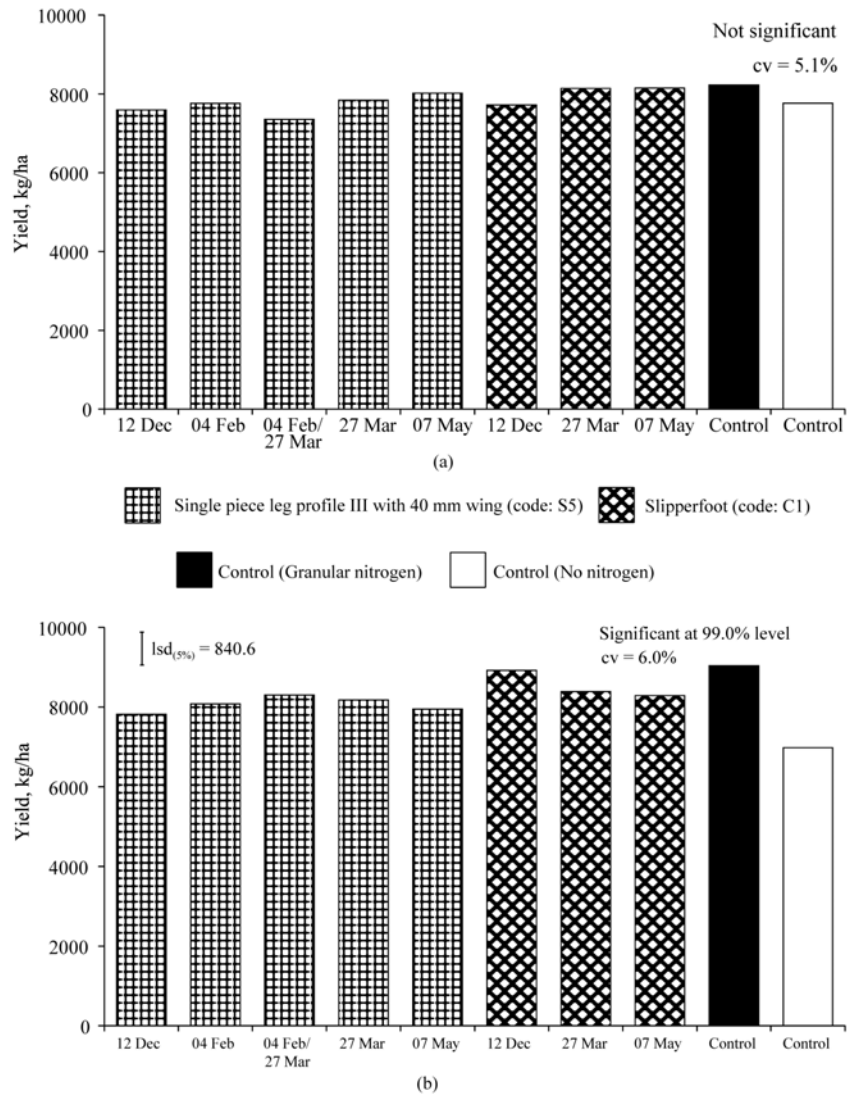 10000
Not significant
cv = 5.1%
8000
6000
4000
2000
0
Yield, kg/ha
12 Dec 04 Feb 04 Feb/ 27 Mar 07 May 12 Dec 27 Mar 07 May Control Control
27 Mar
(a)
Single piece leg profile III with 40 mm wing (code: S5) Slipperfoot (code: C1)
Control (Granular nitrogen) Control (No nitrogen)
10000
lsd(5%) = 840.6
Significant at 99.0% level
cv = 6.0%
8000
6000
4000
2000
0
Yield, kg/ha
12 Dec 04 Feb 04 Feb/ 27 Mar 07 May 12 Dec 27 Mar 07 May Control Control
27 Mar
(b)